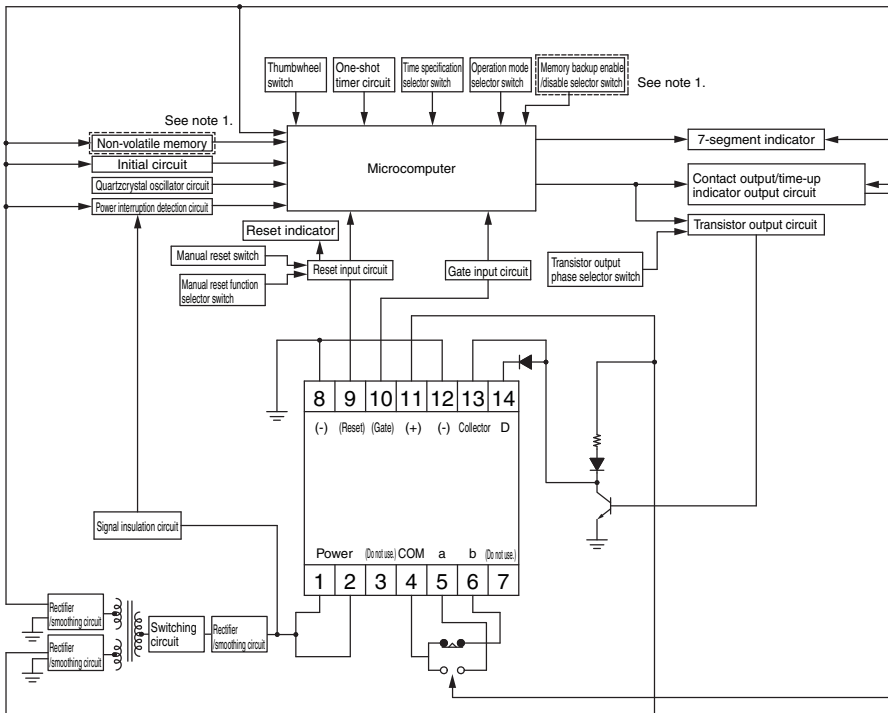 Thumbwheel
switch
One-shot
timer circuit
Time specification
selector switch
Operation mode
selector switch
Memory backup enable
/disable selector switch
See note 1.
See note 1.
Non-volatile memory
Initial circuit
Quartzcrystal oscillator circuit
Power interruption detection circuit
Microcomputer
7-segment indicator
Contact output/time-up
indicator output circuit
Transistor output circuit
Reset indicator
Manual reset switch
Reset input circuit
Manual reset function
selector switch
Gate input circuit
Transistor output
phase selector switch
8 9 10 11 12 13 14
(-) (Reset) (Gate) (+) (-) Collector D
Signal insulation circuit
Power (Do not use.) COM a b (Do not use.)
1 2 3 4 5 6 7
Rectifier
/smoothing circuit
Switching
circuit
Rectifier
/smoothing circuit
Rectifier
/smoothing circuit